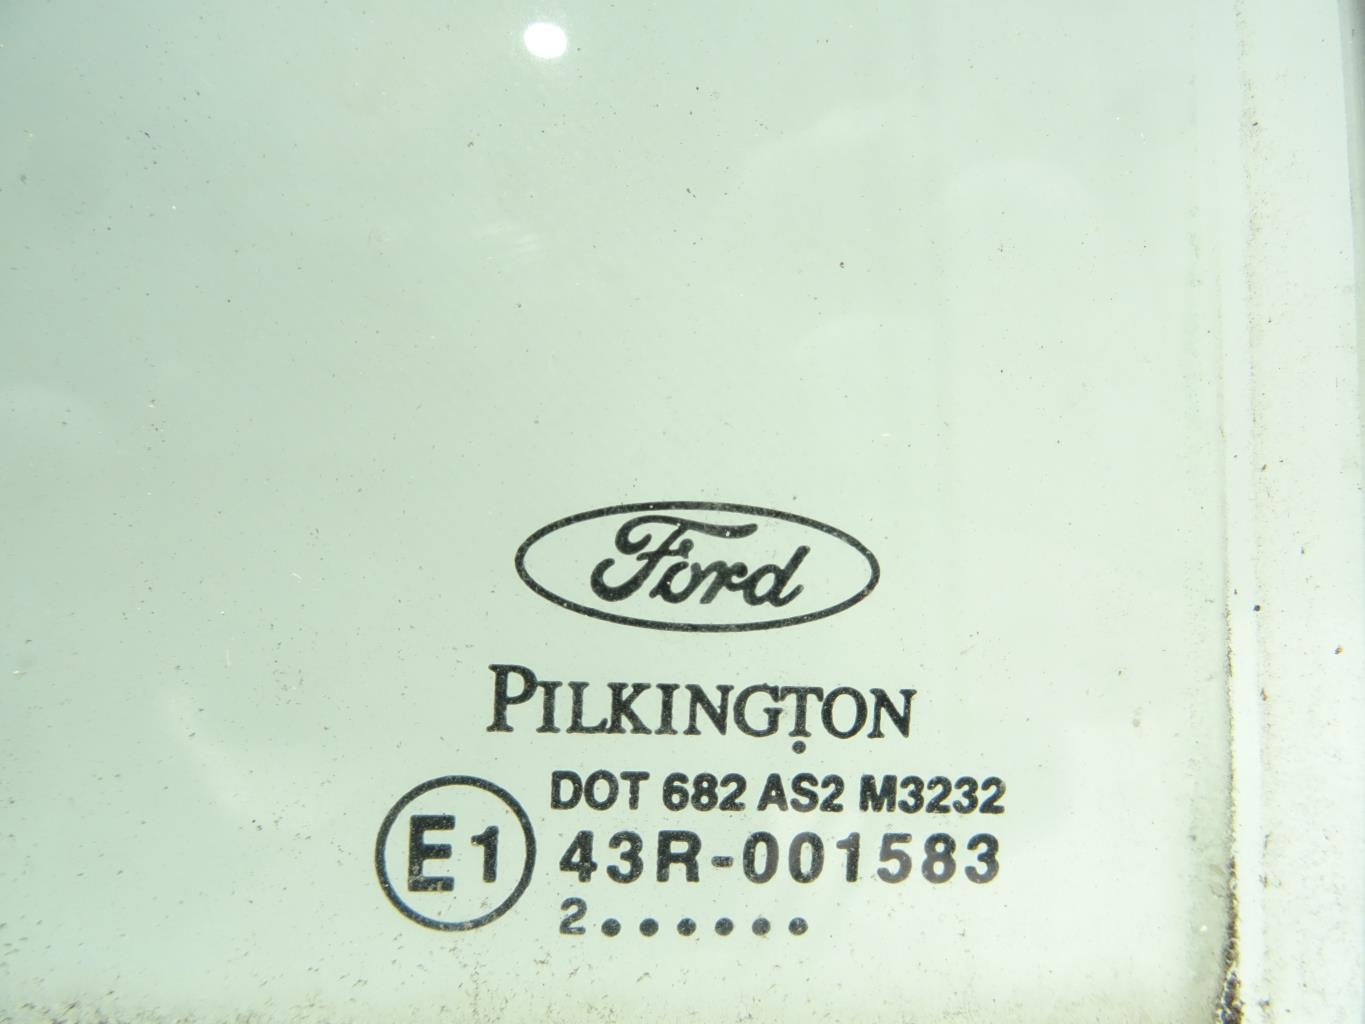 Ford
PILKINGTON
DOT 682 AS2 M3232
E1 43R-001583
2......